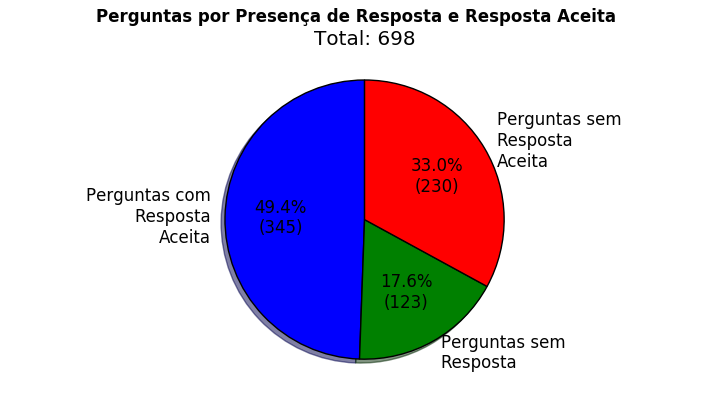 Perguntas por Presença de Resposta e Resposta Aceita
Total: 698
Perguntas sem
Resposta
Aceita
33.0%
(230)
Perguntas com
Resposta
Aceita
49.4%
(345)
17.6%
(123)
Perguntas sem
Resposta